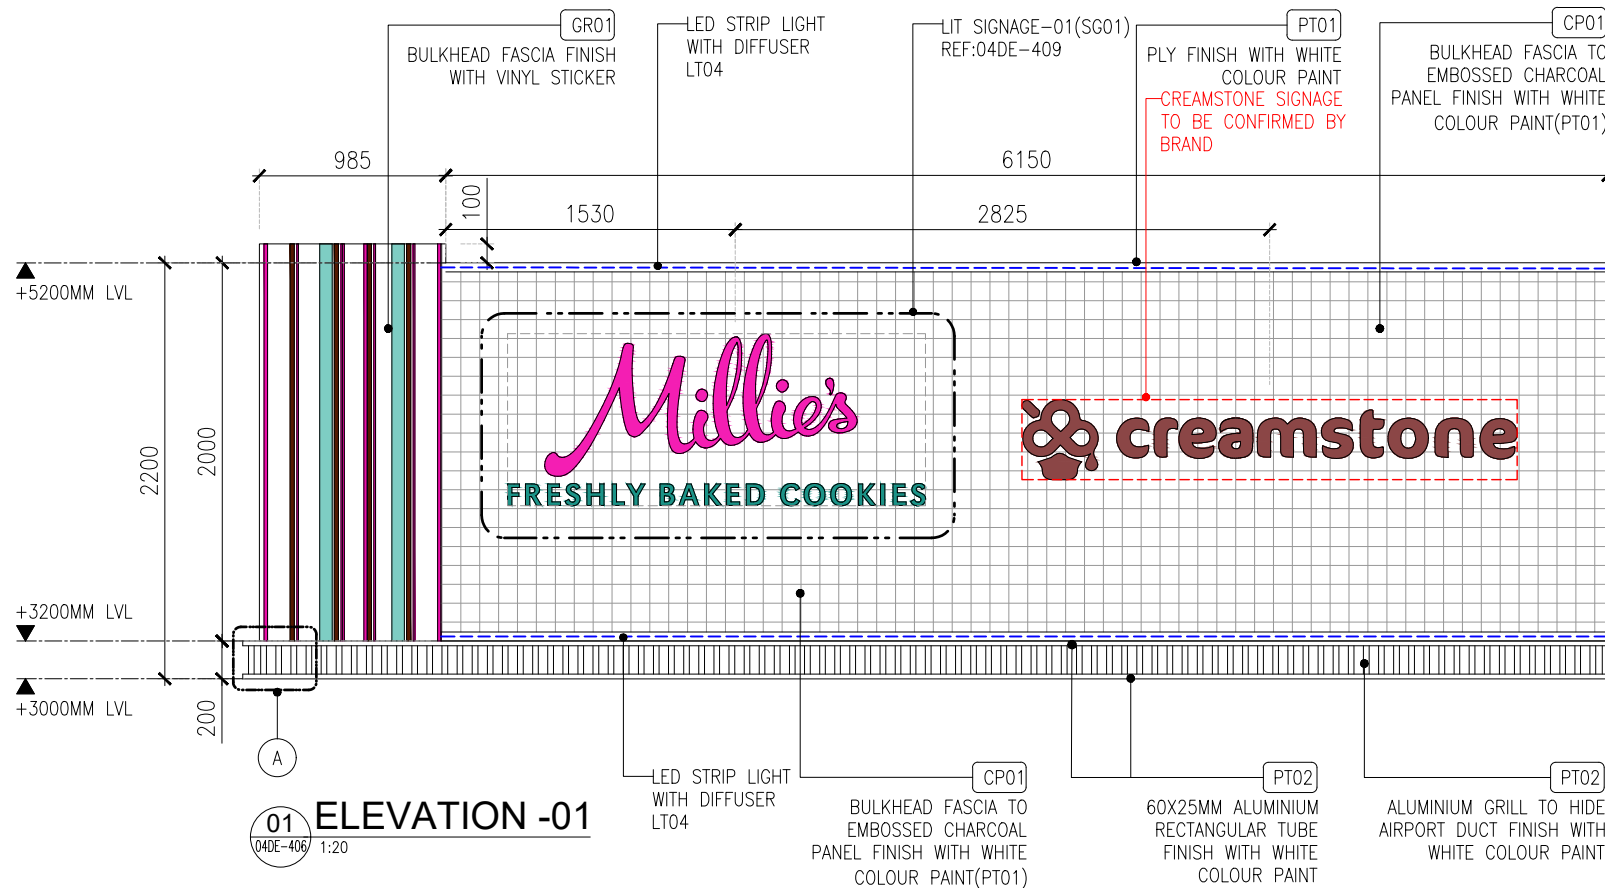 GR01
BULKHEAD FASCIA FINISH
WITH VINYL STICKER
LED STRIP LIGHT
WITH DIFFUSER
LT04
LIT SIGNAGE-01(SG01)
REF:04DE-409
PT01
PLY FINISH WITH WHITE
COLOUR PAINT
CREAMSTONE SIGNAGE
TO BE CONFIRMED BY
BRAND
CP01
BULKHEAD FASCIA TO
EMBOSSED CHARCOAL
PANEL FINISH WITH WHITE
COLOUR PAINT(PT01)
985
6150
100
1530
2825
+5200MM LVL
2200
2000
Millie's
FRESHLY BAKED COOKIES
creamstone
+3200MM LVL
+3000MM LVL
200
A
LED STRIP LIGHT
WITH DIFFUSER
LT04
CP01
BULKHEAD FASCIA TO
EMBOSSED CHARCOAL
PANEL FINISH WITH WHITE
COLOUR PAINT(PT01)
PT02
60X25MM ALUMINIUM
RECTANGULAR TUBE
FINISH WITH WHITE
COLOUR PAINT
PT02
ALUMINIUM GRILL TO HIDE
AIRPORT DUCT FINISH WITH
WHITE COLOUR PAINT
01
04DE-406
ELEVATION -01
1:20